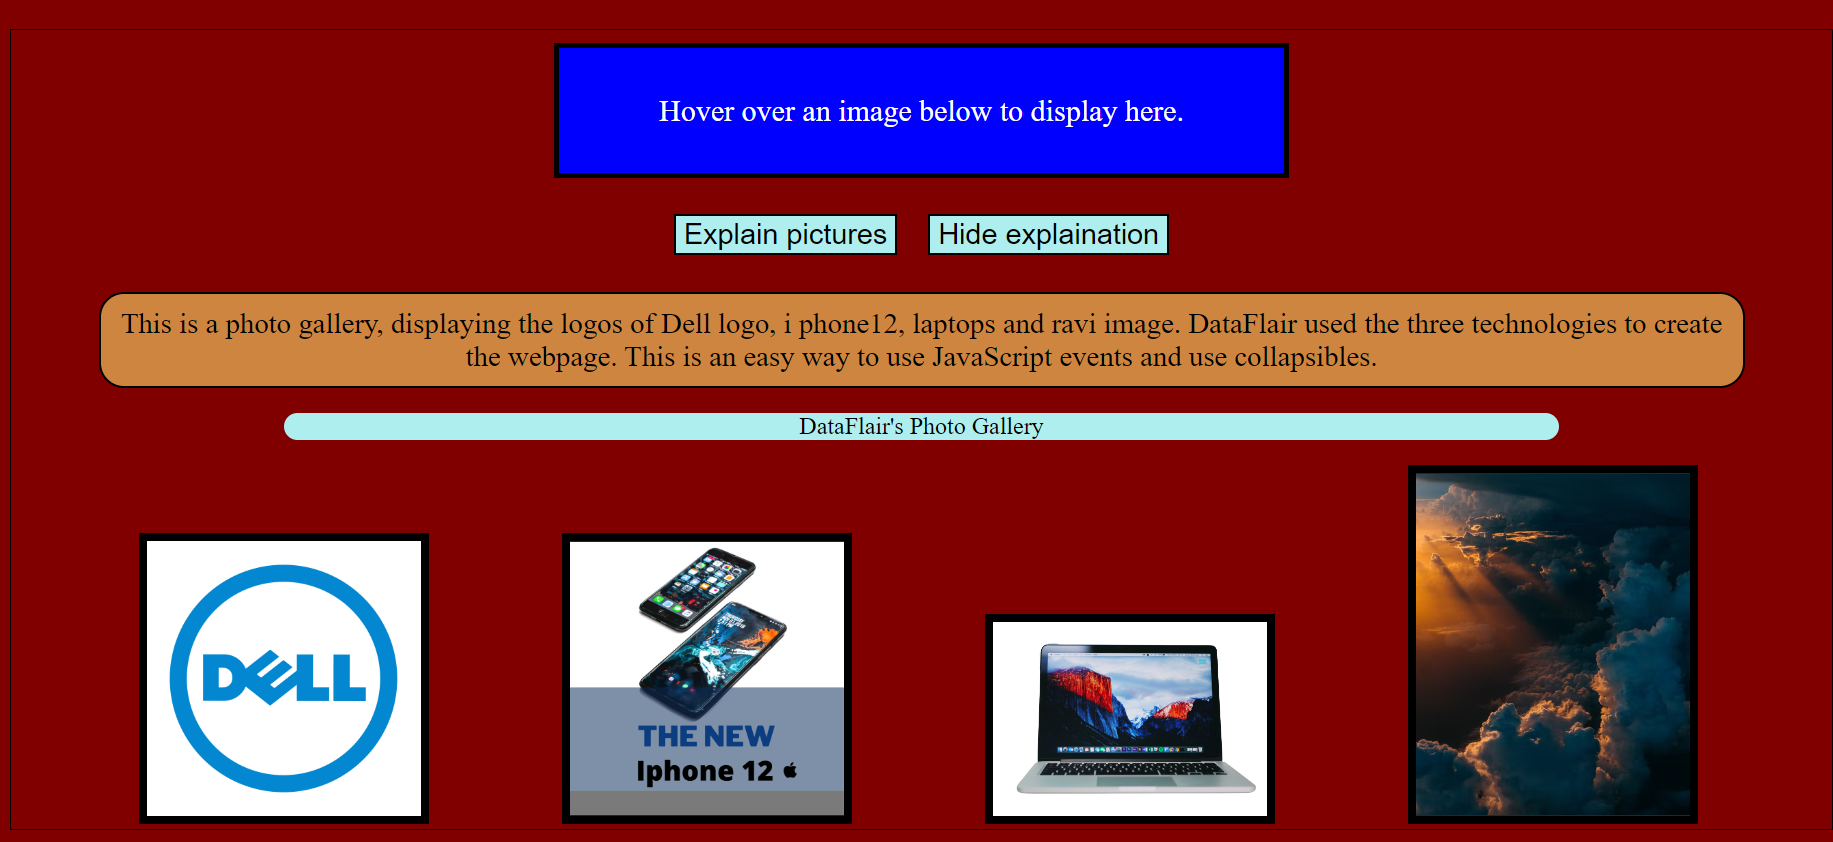 Hover over an image below to display here.
Explain pictures
Hide explaination
This is a photo gallery, displaying the logos of Dell logo, i phone12, laptops and ravi image. DataFlair used the three technologies to create
the webpage. This is an easy way to use JavaScript events and use collapsibles.
DataFlair's Photo Gallery
DELL
THE NEW
Iphone 12